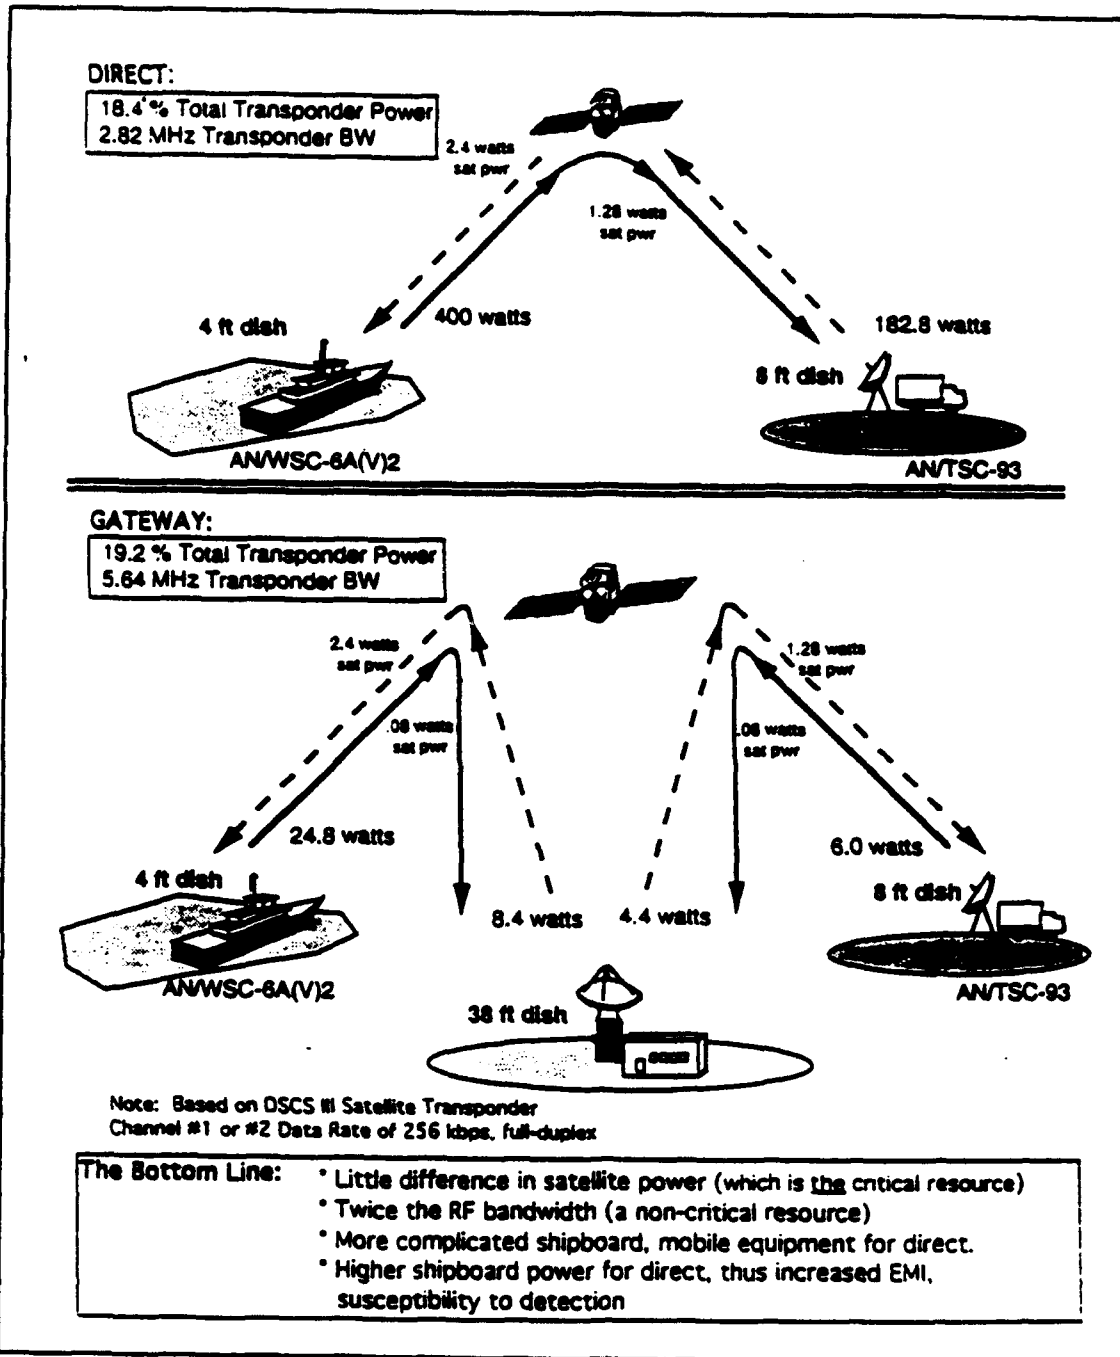 DIRECT:
18.4 % Total Transponder Power
2.82 MHz Transponder BW
2.4 watts
sat pwr
1.28 watts
sat pwr
4 ft dish
400 watts
182.8 watts
8 ft dish
AN/WSC-6A(V)2
AN/TSC-93
GATEWAY:
19.2 % Total Transponder Power
5.64 MHz Transponder BW
2.4 watts
sat pwr
1.28 watts
sat pwr
.08 watts
sat pwr
.08 watts
sat pwr
24.8 watts
6.0 watts
4 ft dish
8 ft dish
8.4 watts
4.4 watts
AN/WSC-6A(V)2
AN/TSC-93
38 ft dish
Note: Based on DSCS III Satellite Transponder
Channel #1 or #2 Data Rate of 256 kbps, full-duplex
The Bottom Line:
* Little difference in satellite power (which is the critical resource)
* Twice the RF bandwidth (a non-critical resource)
* More complicated shipboard, mobile equipment for direct.
* Higher shipboard power for direct, thus increased EMI,
susceptibility to detection